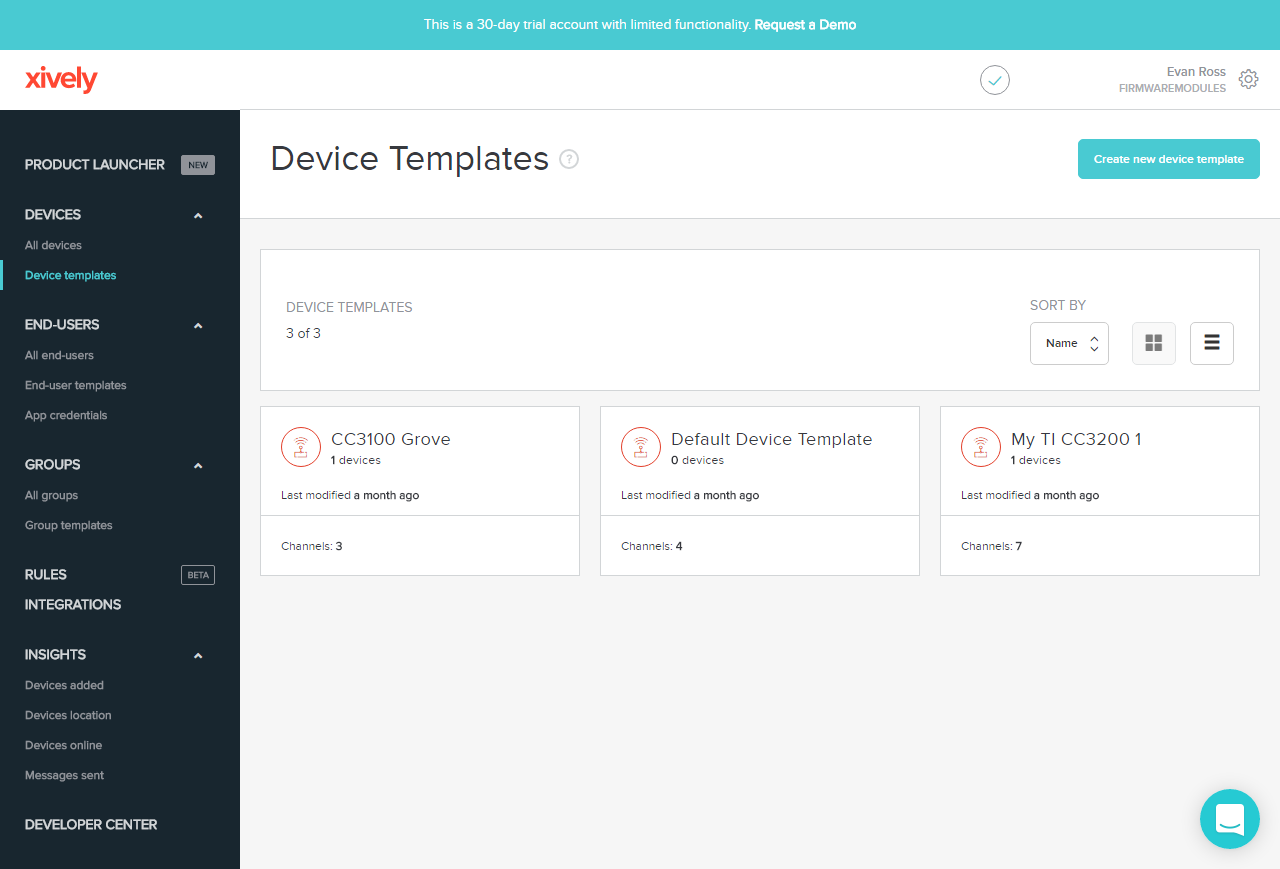 This is a 30-day trial account with limited functionality. Request a Demo
xively
Evan Ross
FIRMWAREMODULES
PRODUCT LAUNCHER NEW
DEVICES
All devices
Device templates
END-USERS
All end-users
End-user templates
App credentials
GROUPS
All groups
Group templates
RULES BETA
INTEGRATIONS
INSIGHTS
Devices added
Devices location
Devices online
Messages sent
DEVELOPER CENTER
Device Templates ?
Create new device template
DEVICE TEMPLATES
3 of 3
SORT BY
Name
CC3100 Grove
1 devices
Last modified a month ago
Channels: 3
Default Device Template
0 devices
Last modified a month ago
Channels: 4
My TI CC3200 1
1 devices
Last modified a month ago
Channels: 7